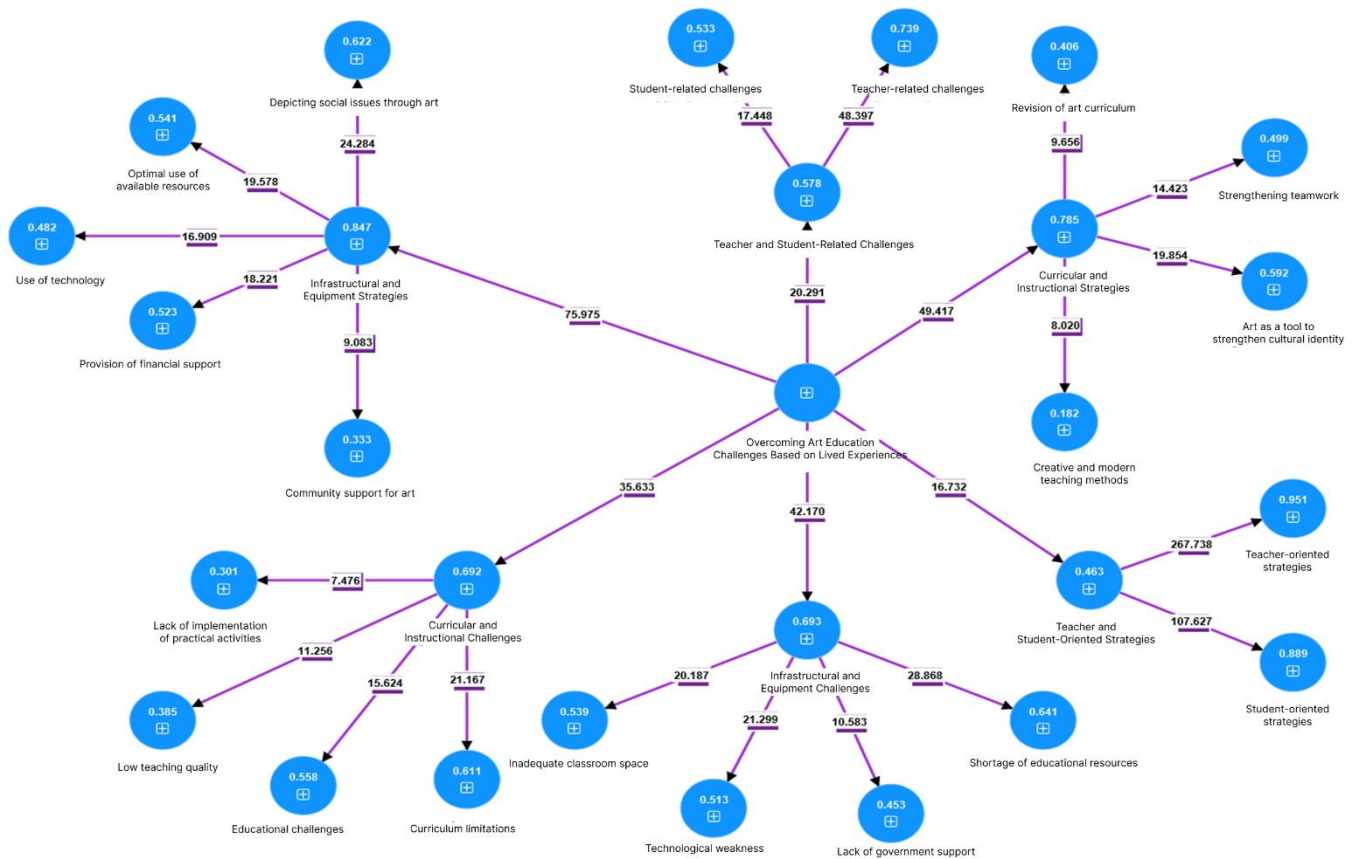 0.622
Depicting social issues through art
24.284
0.541
Optimal use of
available resources
19.578
0.482
Use of technology
16.909
0.847
Infrastructural and
Equipment Strategies
18.221
0.523
Provision of financial support
9.083
0.333
Community support for art
75.975
0.533
Student-related challenges
17.448
0.739
Teacher-related challenges
48.397
0.578
Teacher and Student-Related Challenges
20.291
0.406
Revision of art curriculum
9.656
0.499
Strengthening teamwork
14.423
0.785
Curricular and
Instructional Strategies
19.854
0.592
Art as a tool to
strengthen cultural identity
8.020
0.182
Creative and modern
teaching methods
49.417
Overcoming Art Education
Challenges Based on Lived Experiences
35.633
42.170
16.732
0.301
Lack of implementation
of practical activities
7.476
0.692
Curricular and
Instructional Challenges
11.256
0.385
Low teaching quality
15.624
0.558
Educational challenges
21.167
0.611
Curriculum limitations
0.693
Infrastructural and
Equipment Challenges
20.187
0.539
Inadequate classroom space
21.299
0.513
Technological weakness
10.583
0.453
Lack of government support
28.868
0.641
Shortage of educational resources
0.463
Teacher and
Student-Oriented Strategies
267.738
0.951
Teacher-oriented
strategies
107.627
0.889
Student-oriented
strategies